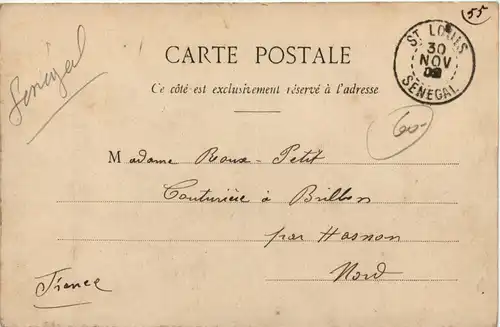 55
ST LOUIS
30
NOV
SENEGAL
Senégal
CARTE POSTALE
Ce côté est exclusivement réservé à l'adresse
60-
Madame Roux-Petit
Couturière à Brillon
par Hasnon
Nord
France